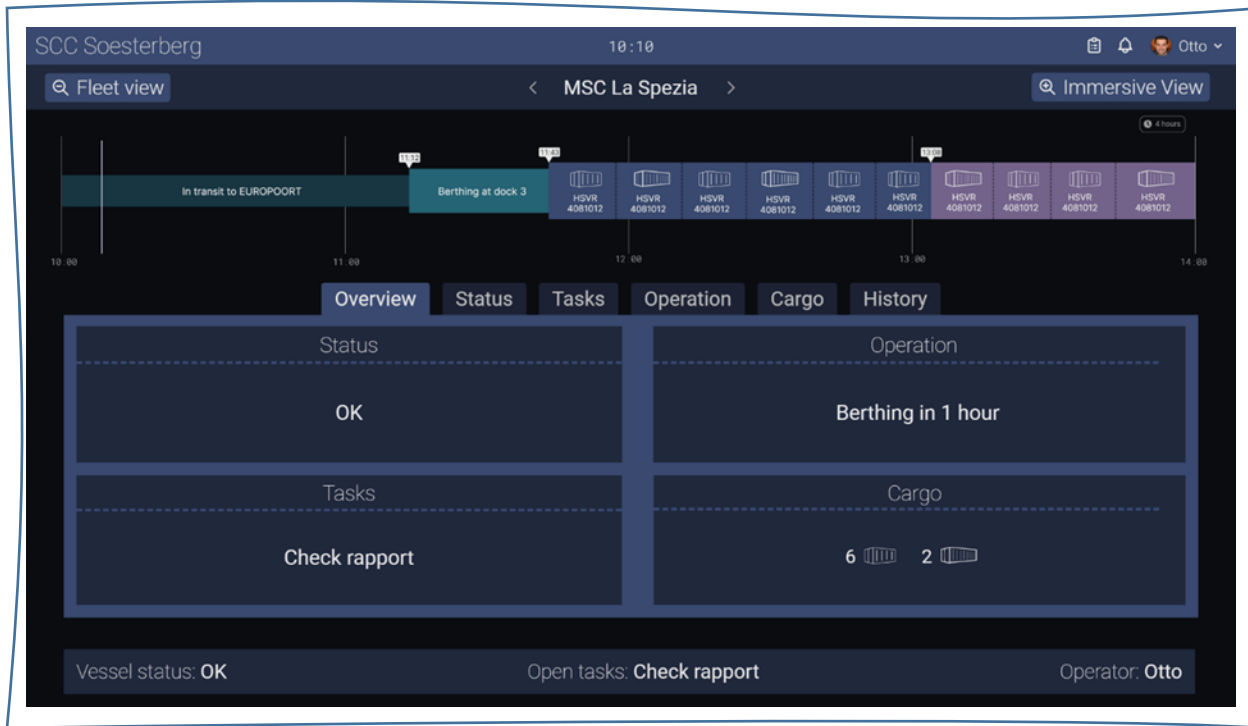 SCC Soesterberg 10:10 Otto
Fleet view < MSC La Spezia > Immersive View
4 hours
11:12 11:43 13:08
In transit to EUROPOORT Berthing at dock 3 HSVR HSVR HSVR HSVR HSVR HSVR HSVR HSVR HSVR HSVR
4081012 4081012 4081012 4081012 4081012 4081012 4081012 4081012 4081012 4081012
10:00 11:00 12:00 13:00 14:00
Overview Status Tasks Operation Cargo History
Status Operation
OK Berthing in 1 hour
Tasks Cargo
Check rapport 6 2
Vessel status: OK Open tasks: Check rapport Operator: Otto